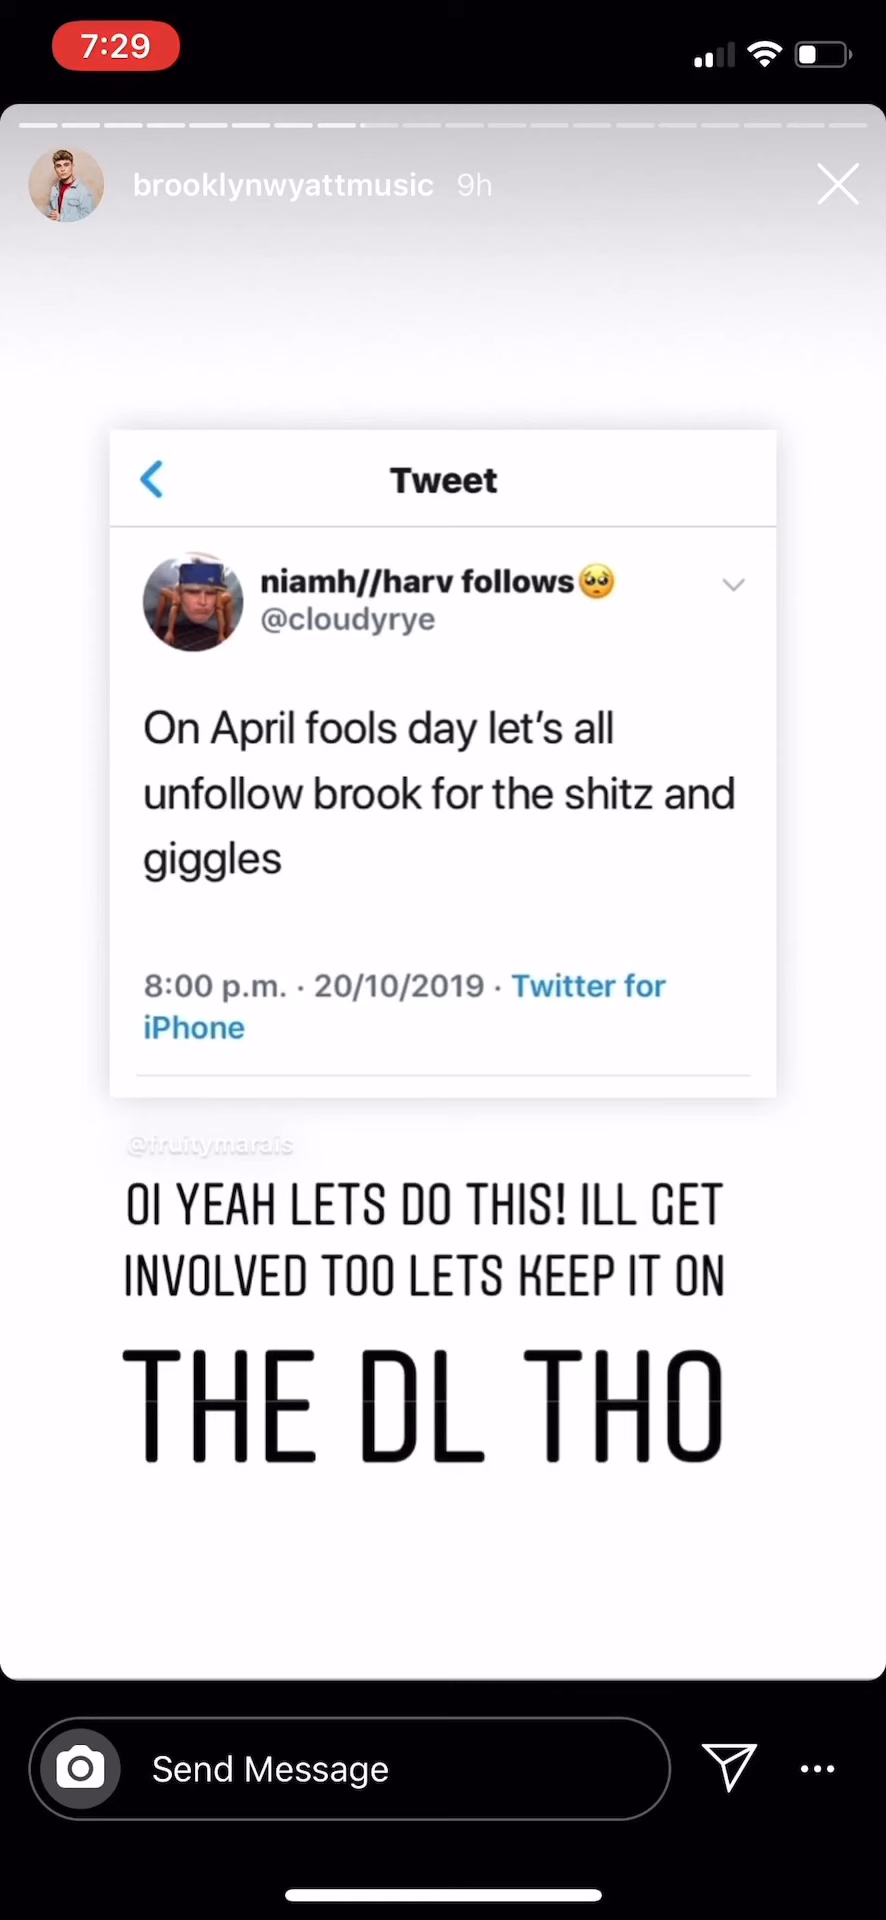 7:29
brooklynwyattmusic 9h
Tweet
niamh//harv follows🥺
@cloudyrye
On April fools day let's all
unfollow brook for the shitz and
giggles
8:00 p.m. · 20/10/2019 · Twitter for
iPhone
@fruitymarais
OI YEAH LETS DO THIS! ILL GET
INVOLVED TOO LETS KEEP IT ON
THE DL THO
Send Message